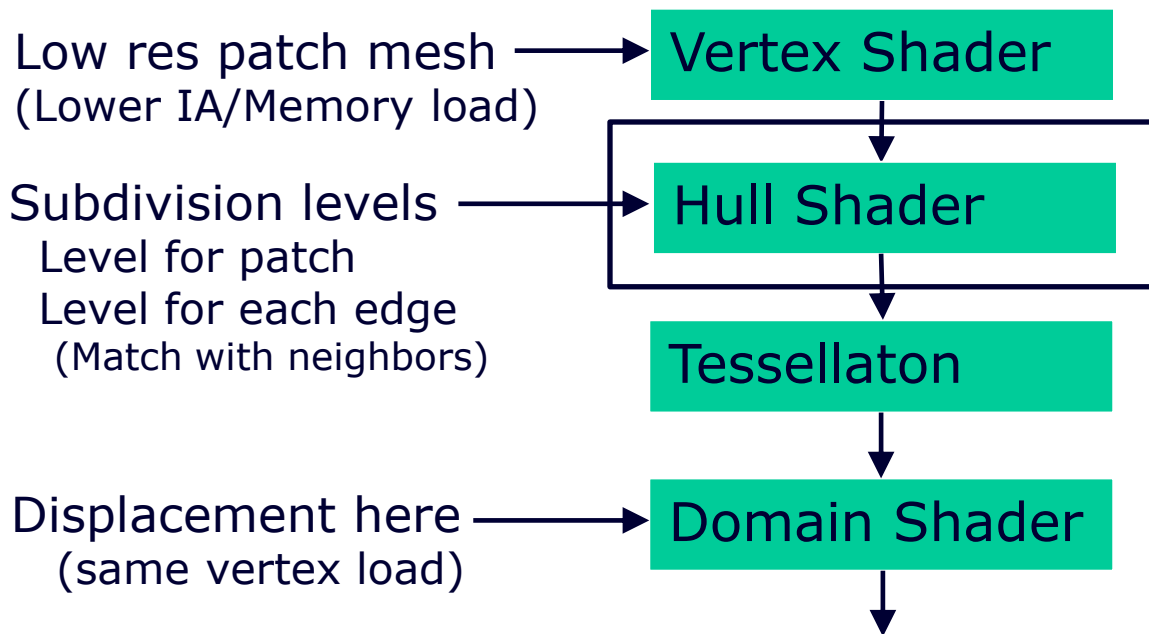 Low res patch mesh
(Lower IA/Memory load)
Vertex Shader
Subdivision levels
Level for patch
Level for each edge
(Match with neighbors)
Hull Shader
Tessellaton
Displacement here
(same vertex load)
Domain Shader